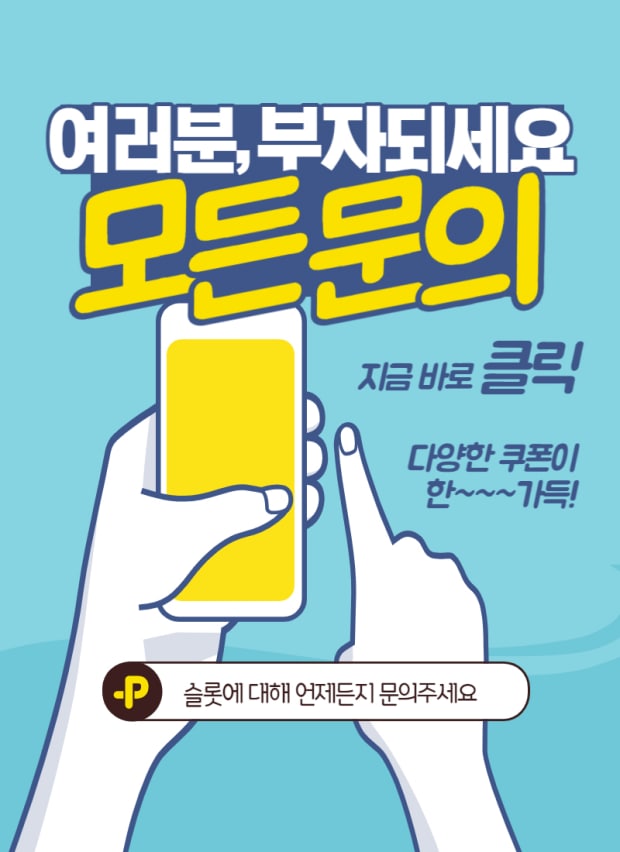 여러분, 부자되세요
모든문의
지금 바로 클릭
다양한 쿠폰이
한~~~가득!
슬롯에 대해 언제든지 문의주세요